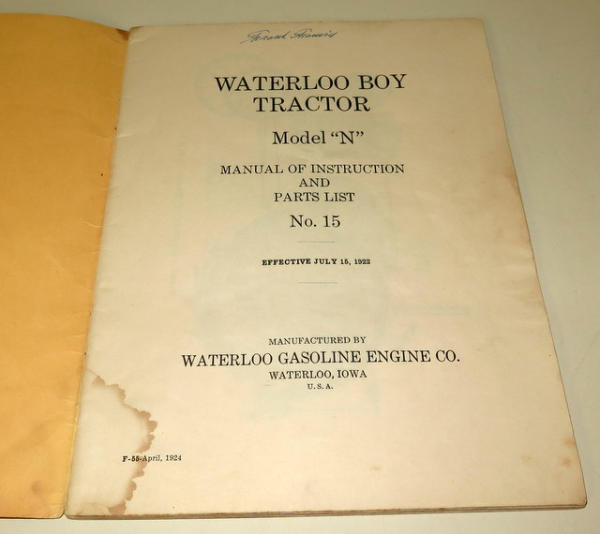 WATERLOO BOY
TRACTOR
Model "N"
MANUAL OF INSTRUCTION
AND
PARTS LIST
No. 15
EFFECTIVE JULY 15, 1922
MANUFACTURED BY
WATERLOO GASOLINE ENGINE CO.
WATERLOO, IOWA
U. S. A.
F-55-April, 1924